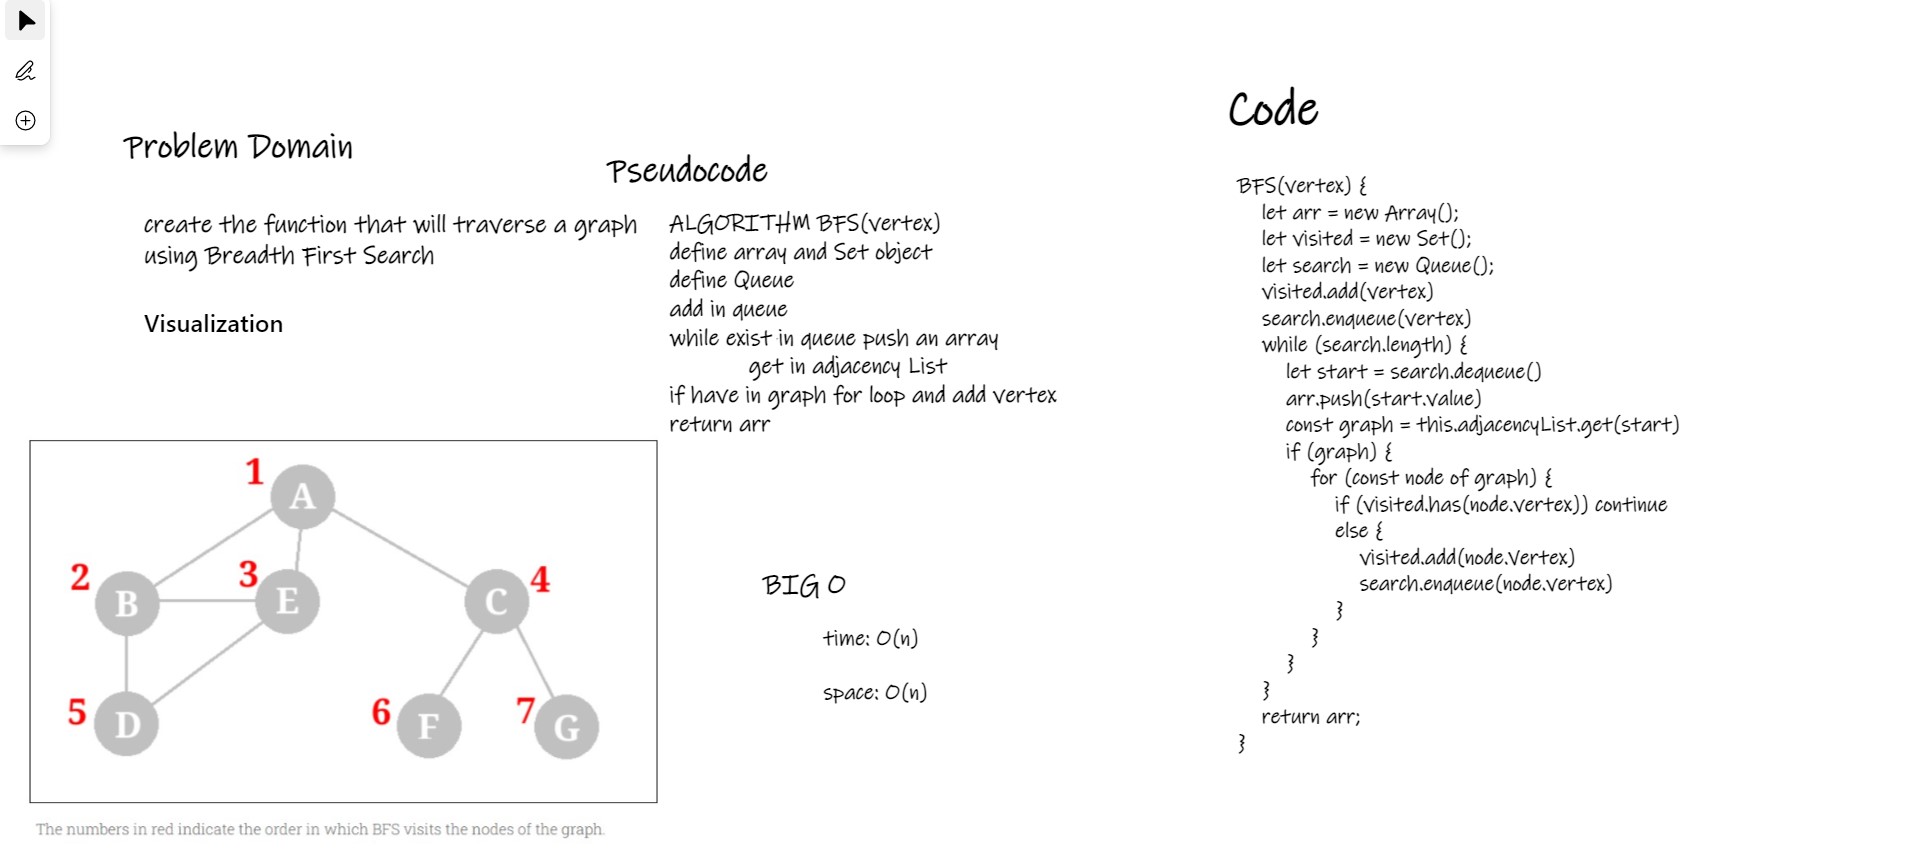 Problem Domain
create the function that will traverse a graph
using Breadth First Search
Visualization
1
A
2
B
3
E
4
C
5
D
6
F
7
G
The numbers in red indicate the order in which BFS visits the nodes of the graph.
Pseudocode
ALGORITHM BFS(vertex)
define array and Set object
define Queue
add in queue
while exist in queue push an array
get in adjacency List
if have in graph for loop and add vertex
return arr
BIG O
time: O(n)
space: O(n)
Code
BFS(vertex) {
let arr = new Array();
let visited = new Set();
let search = new Queue();
visited.add(vertex)
search.enqueue(vertex)
while (search.length) {
let start = search.dequeue()
arr.push(start.value)
const graph = this.adjacencyList.get(start)
if (graph) {
for (const node of graph) {
if (visited.has(node.vertex)) continue
else {
visited.add(node.Vertex)
search.enqueue(node.vertex)
}
}
}
}
return arr;
}